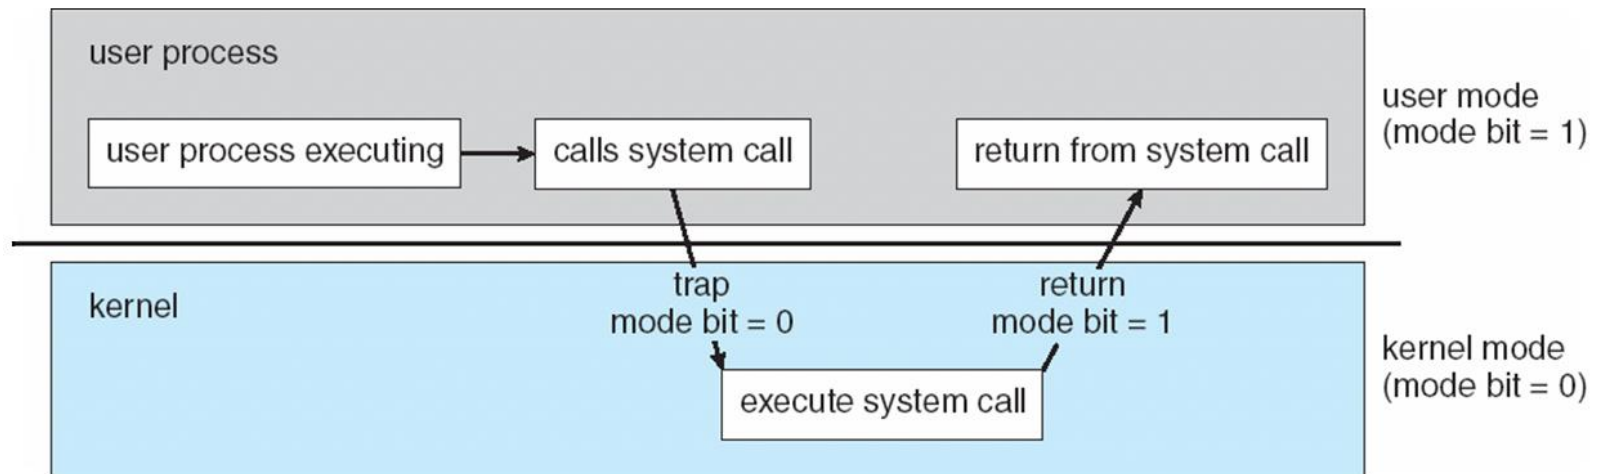 user process
user process executing
calls system call
return from system call
user mode
(mode bit = 1)
kernel
trap
mode bit = 0
return
mode bit = 1
execute system call
kernel mode
(mode bit = 0)